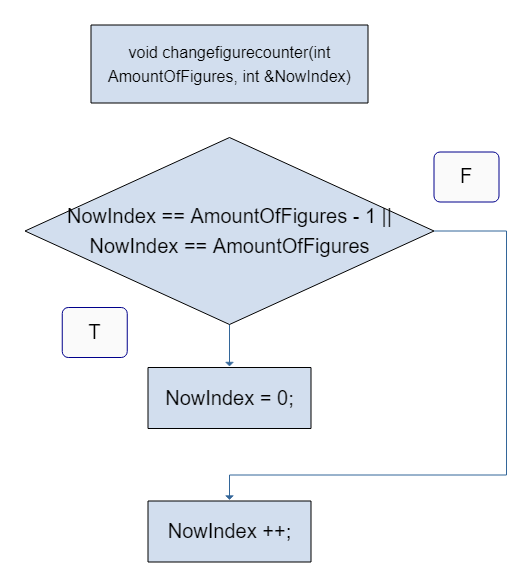 void changefigurecounter(int
AmountOfFigures, int &NowIndex)
F
NowIndex == AmountOfFigures - 1 ||
NowIndex == AmountOfFigures
T
NowIndex = 0;
NowIndex ++;